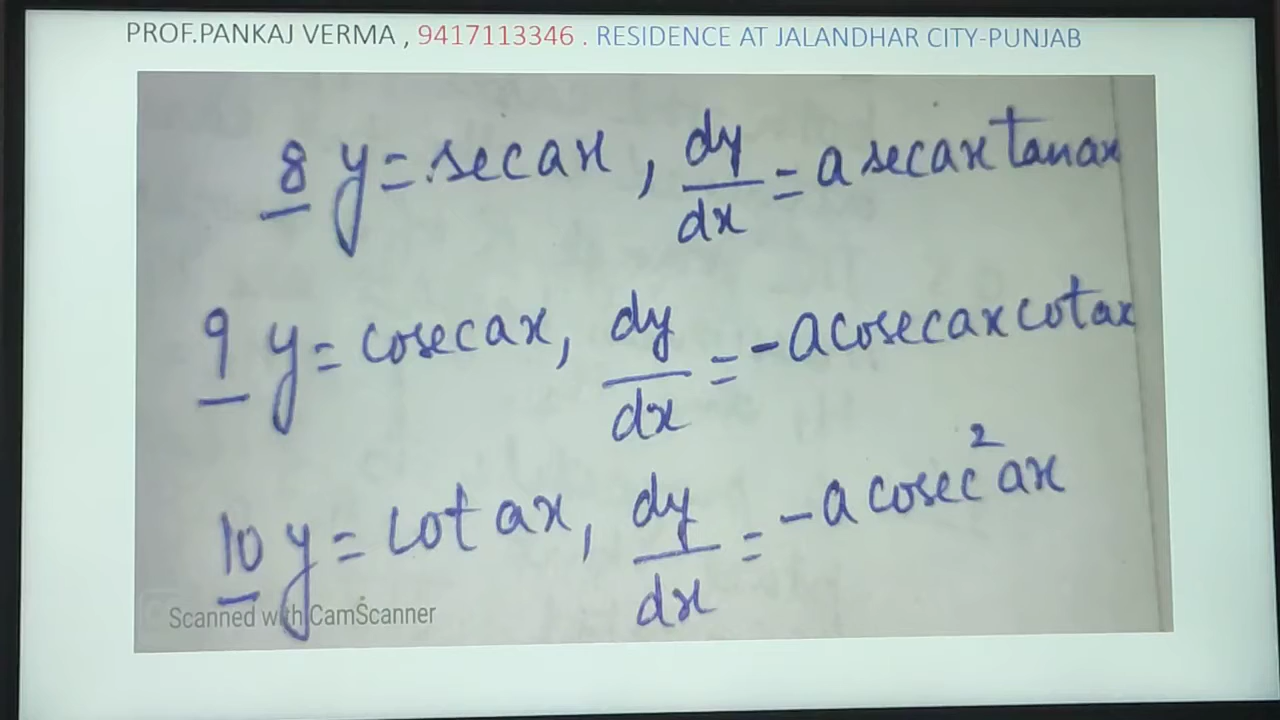 PROF.PANKAJ VERMA , 9417113346 . RESIDENCE AT JALANDHAR CITY-PUNJAB
8 y = sec ax , dy/dx = a sec ax tan ax
9 y = cosec ax, dy/dx = -a cosec ax cot ax
10 y = cot ax, dy/dx = -a cosec² ax
Scanned with CamScanner